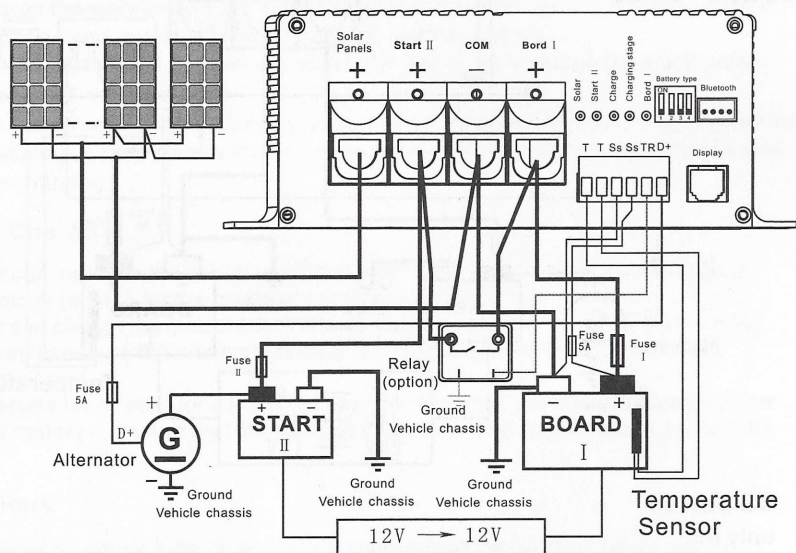 Solar
Panels
Start II
COM
Bord I
+
+
+
Solar
Start II
Charge
Charging stage
Bord I
Battery type
ON
1 2 3 4
Bluetooth
T T Ss Ss TR D+
Display
+ - + - + -
Fuse
5A
D+
+
G
Alternator
-
Ground
Vehicle chassis
Fuse
II
+ -
START
II
Ground
Vehicle chassis
Relay
(option)
Ground
Vehicle chassis
Fuse
5A
Fuse
I
- +
BOARD
I
Ground
Vehicle chassis
Temperature
Sensor
12V → 12V